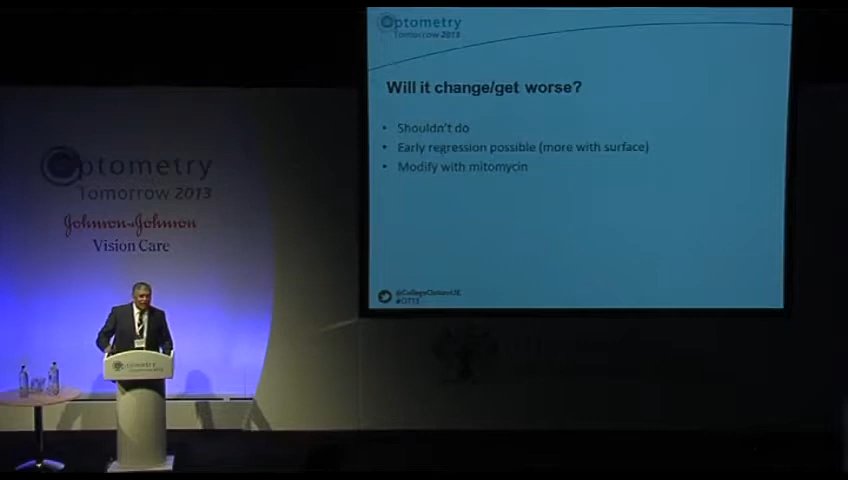 Optometry
Tomorrow 2013
Will it change/get worse?
• Shouldn't do
• Early regression possible (more with surface)
• Modify with mitomycin
#OT13
Optometry
Tomorrow 2013
Johnson & Johnson
Vision Care